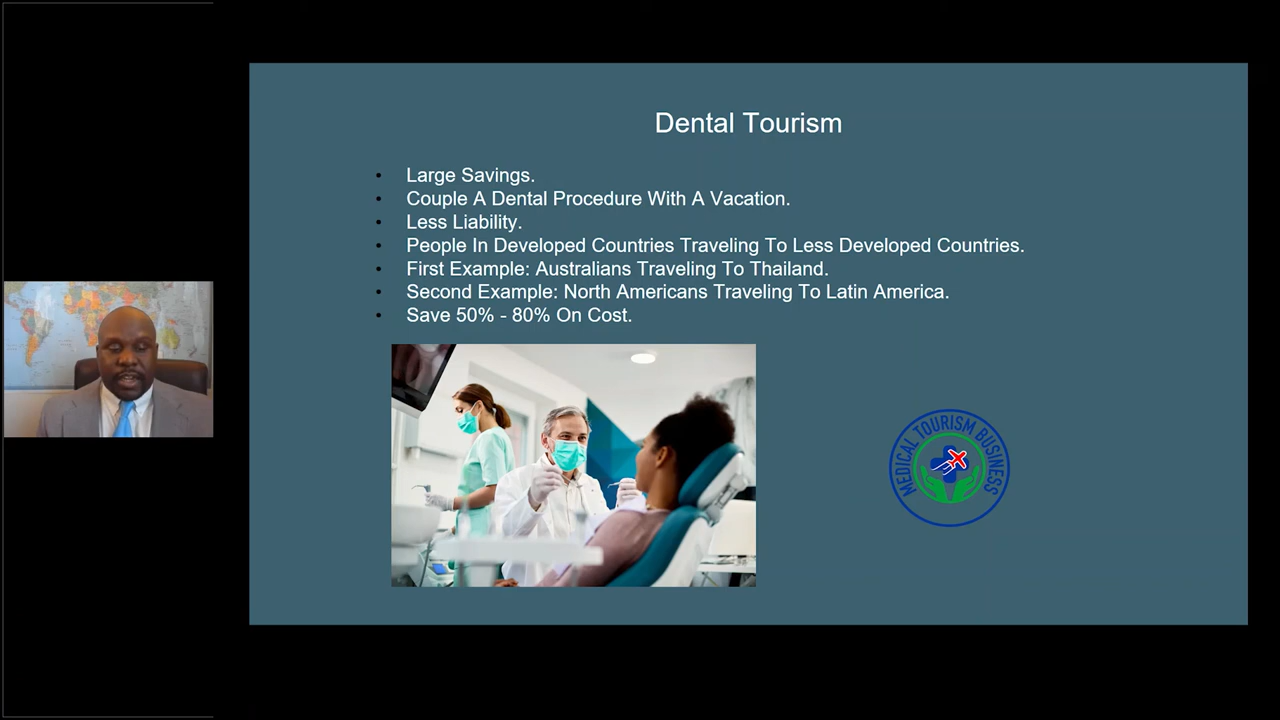 Dental Tourism
• Large Savings.
• Couple A Dental Procedure With A Vacation.
• Less Liability.
• People In Developed Countries Traveling To Less Developed Countries.
• First Example: Australians Traveling To Thailand.
• Second Example: North Americans Traveling To Latin America.
• Save 50% - 80% On Cost.
MEDICAL TOURISM BUSINESS